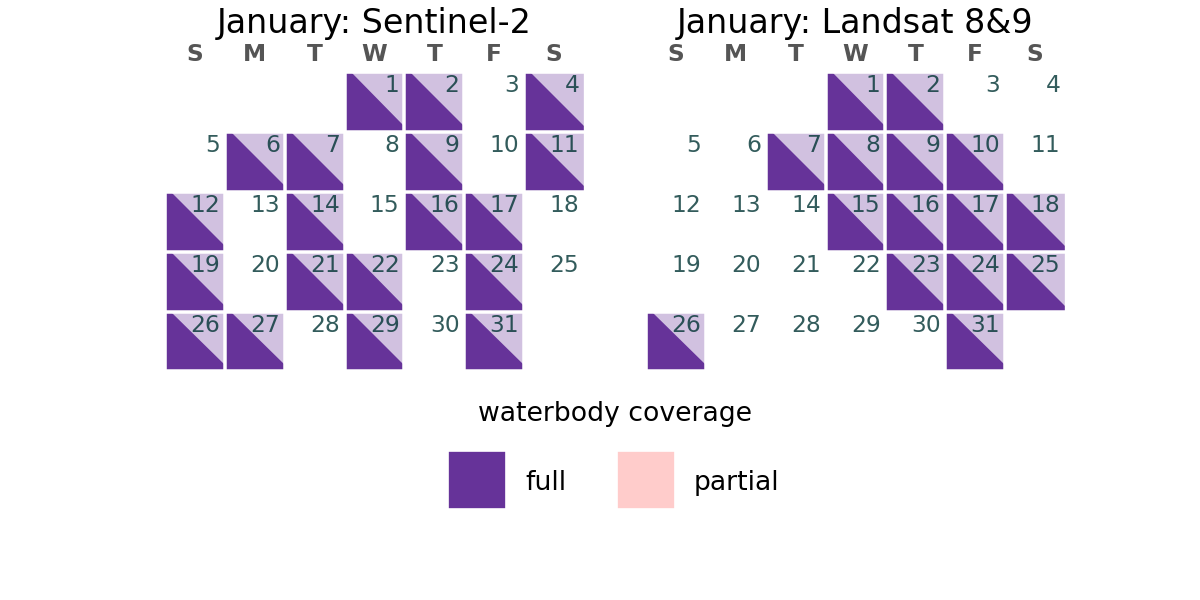 January: Sentinel-2
S M T W T F S
1 2 3 4
5 6 7 8 9 10 11
12 13 14 15 16 17 18
19 20 21 22 23 24 25
26 27 28 29 30 31
January: Landsat 8&9
S M T W T F S
1 2 3 4
5 6 7 8 9 10 11
12 13 14 15 16 17 18
19 20 21 22 23 24 25
26 27 28 29 30 31
waterbody coverage
full partial